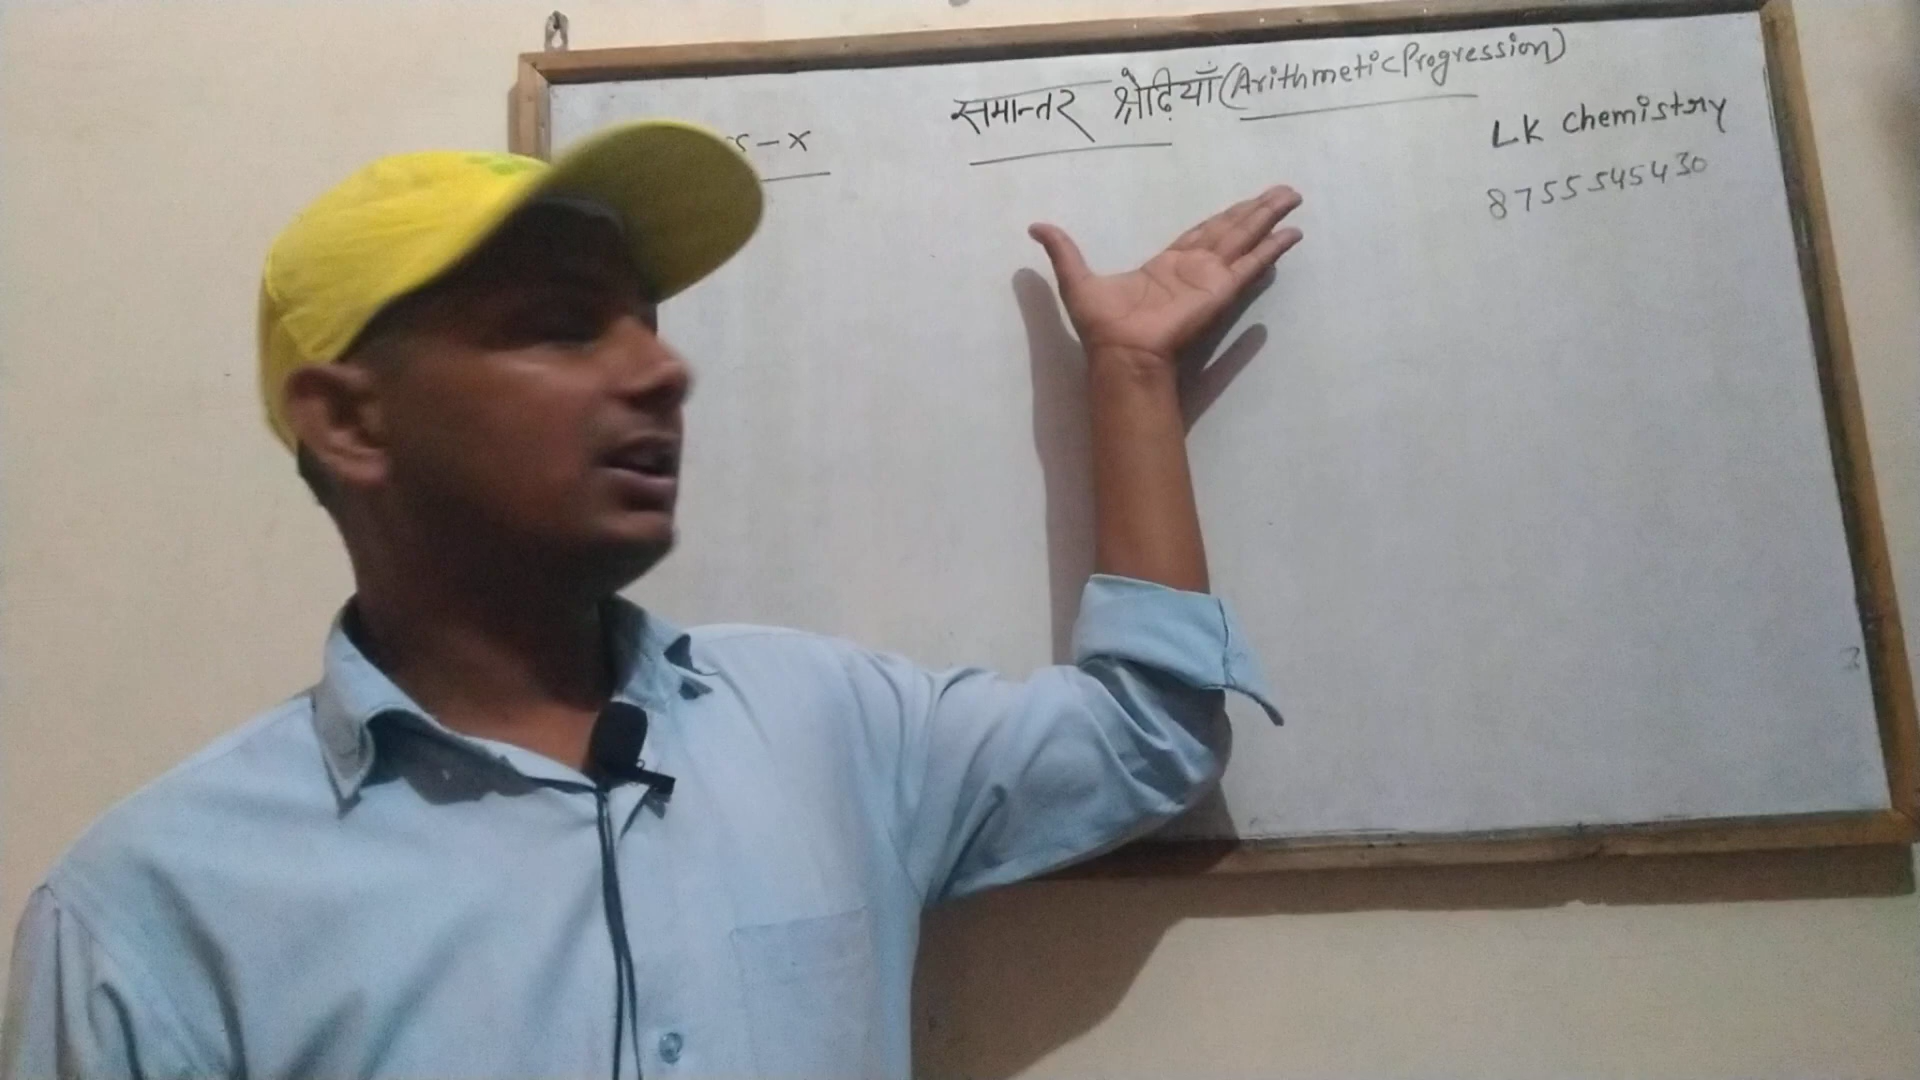 समान्तर श्रेढ़ियाँ (Arithmetic Progression)
s - X
LK Chemistry
8755545430